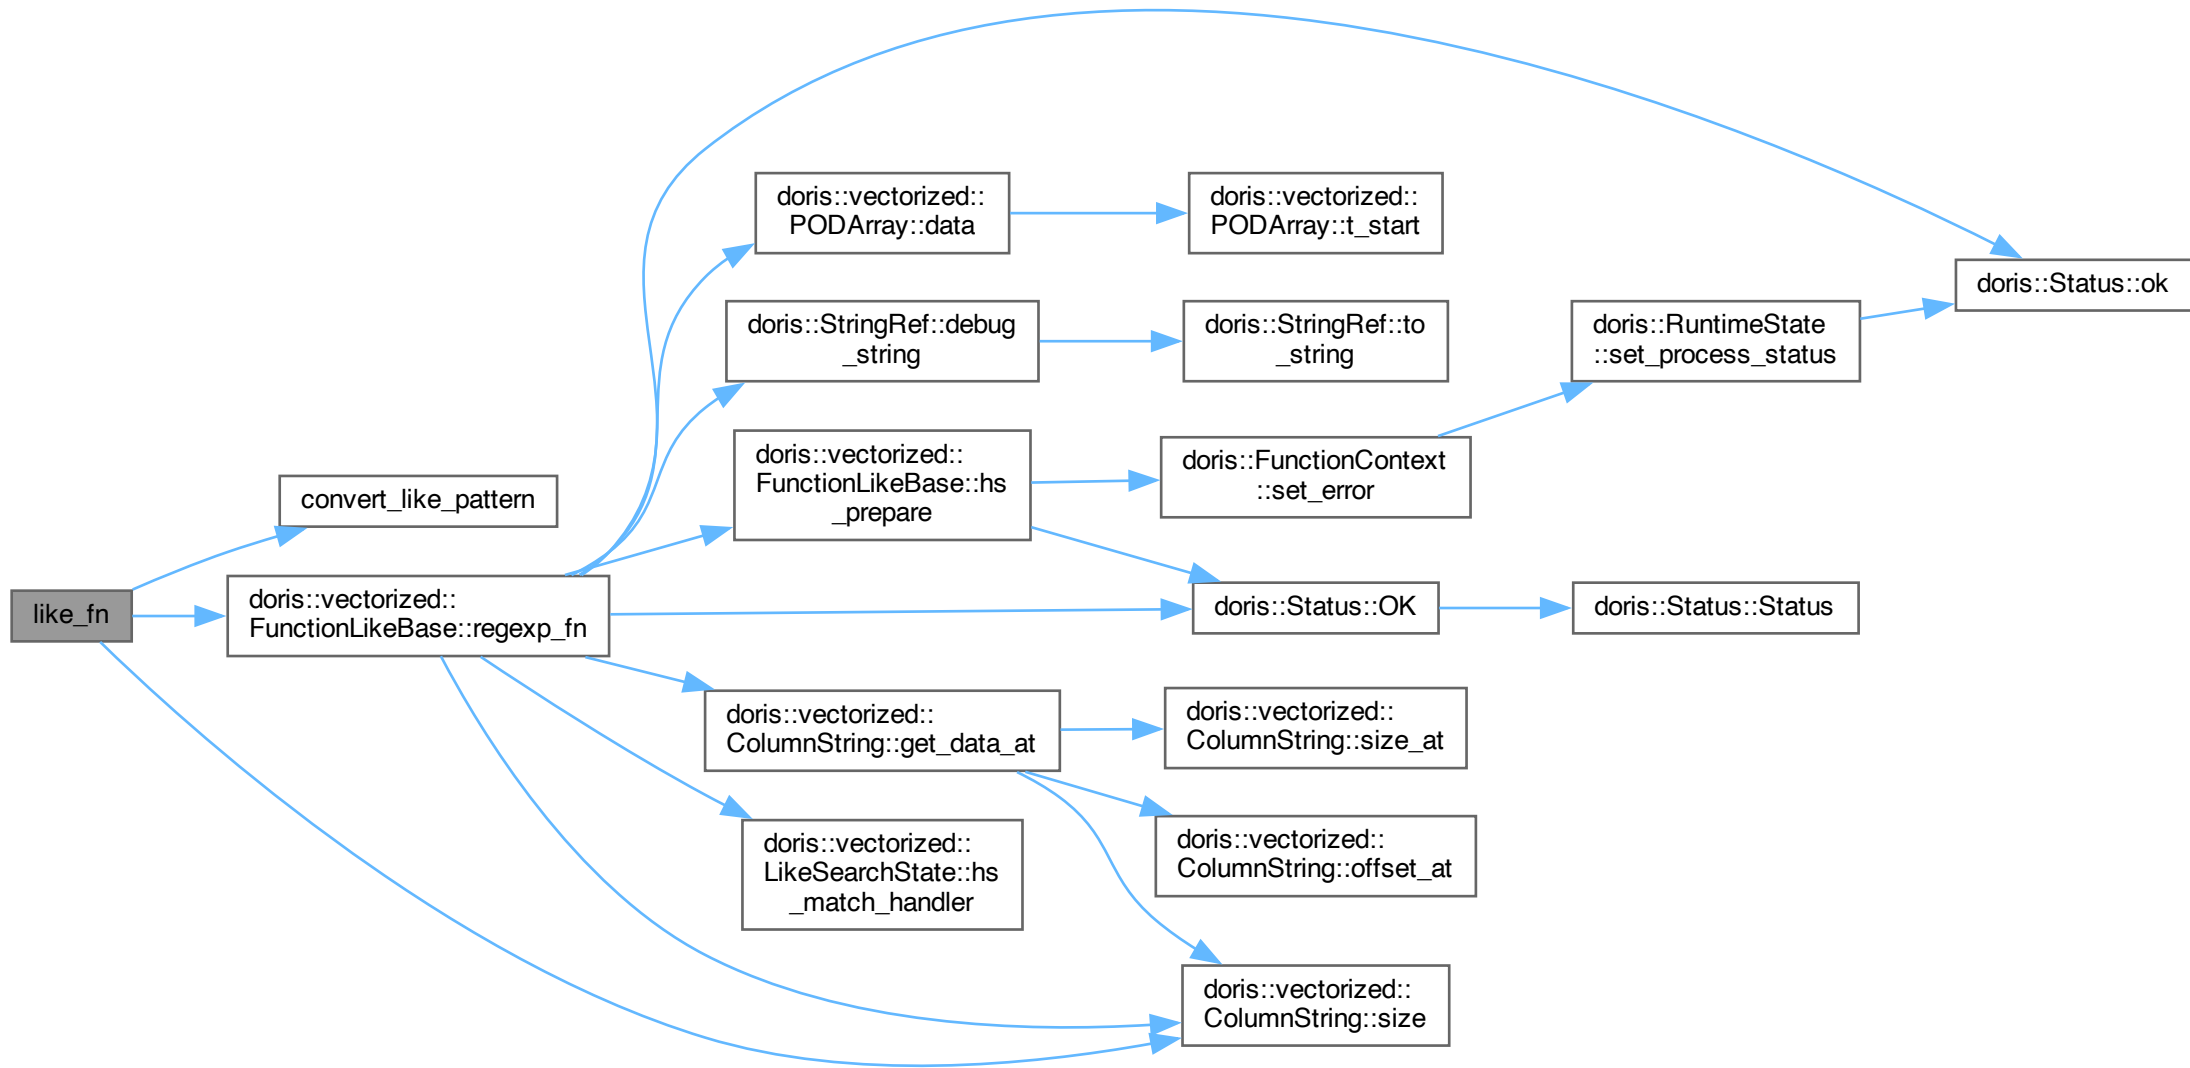 like_fn
convert_like_pattern
doris::vectorized::
FunctionLikeBase::regexp_fn
doris::vectorized::
PODArray::data
doris::vectorized::
PODArray::t_start
doris::StringRef::debug
_string
doris::StringRef::to
_string
doris::vectorized::
FunctionLikeBase::hs
_prepare
doris::FunctionContext
::set_error
doris::RuntimeState
::set_process_status
doris::Status::ok
doris::Status::OK
doris::Status::Status
doris::vectorized::
ColumnString::get_data_at
doris::vectorized::
ColumnString::size_at
doris::vectorized::
ColumnString::offset_at
doris::vectorized::
LikeSearchState::hs
_match_handler
doris::vectorized::
ColumnString::size